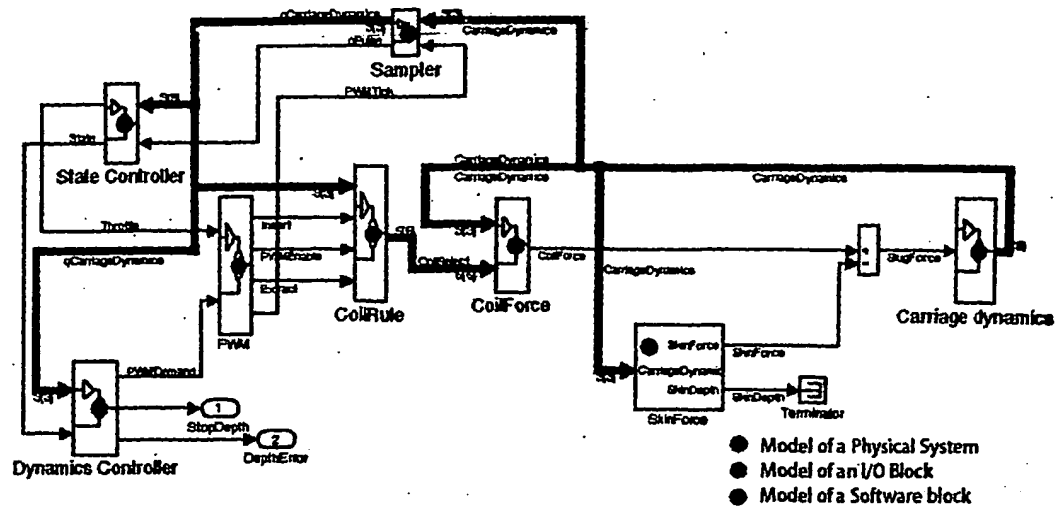 qCarriageDynamics
CarriageDynamics
Sampler
PWMTick
State
State Controller
CarriageDynamics
CarriageDynamics
CarriageDynamics
Throttle
Insert
qCarriageDynamics
PWMEnable
Extract
CoilSelect
CoilForce
CarriageDynamics
SlugForce
CoilRule
CoilForce
Carriage dynamics
PWM
SkinForce
SkinForce
CarriageDynamic
PWMDemand
SkinDepth
SkinDepth
1
StopDepth
SkinForce
Terminator
2
DepthError
Dynamics Controller
Model of a Physical System
Model of an I/O Block
Model of a Software block